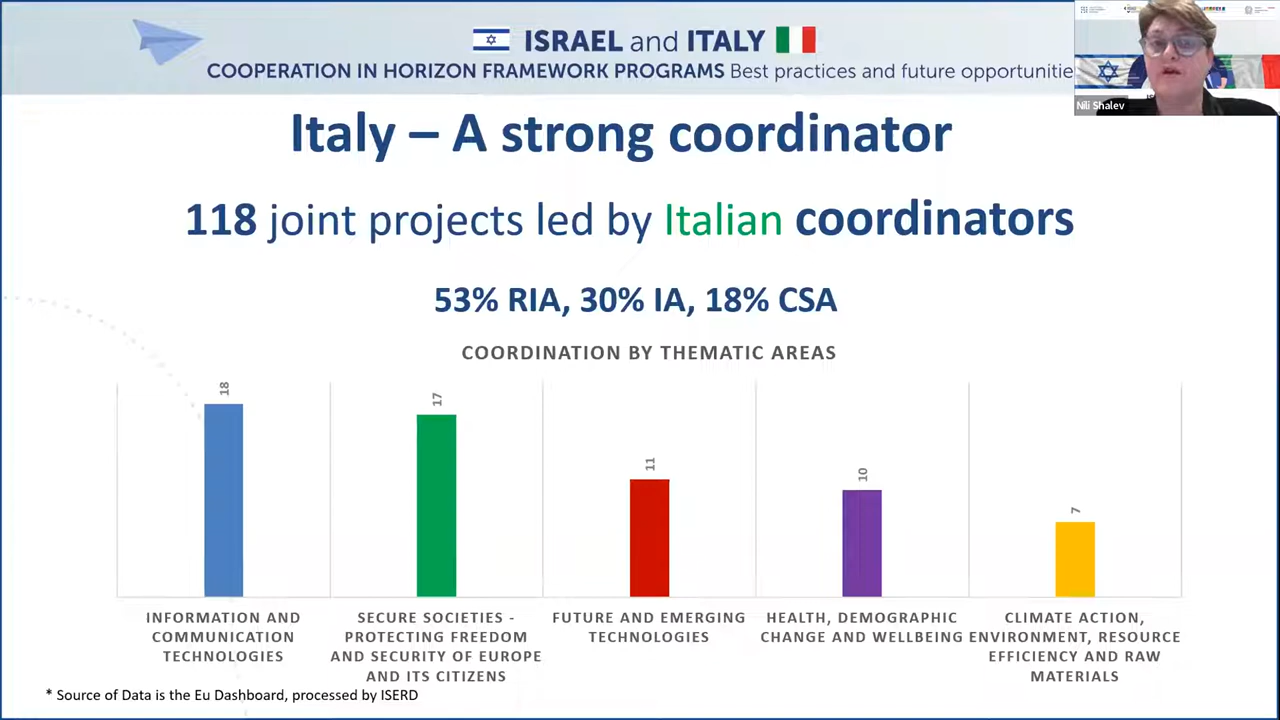 ISRAEL and ITALY
COOPERATION IN HORIZON FRAMEWORK PROGRAMS Best practices and future opportunitie
Nili Shalev
Italy – A strong coordinator
118 joint projects led by Italian coordinators
53% RIA, 30% IA, 18% CSA
COORDINATION BY THEMATIC AREAS
18
17
11
10
7
INFORMATION AND
COMMUNICATION
TECHNOLOGIES
SECURE SOCIETIES -
PROTECTING FREEDOM
AND SECURITY OF EUROPE
AND ITS CITIZENS
FUTURE AND EMERGING
TECHNOLOGIES
HEALTH, DEMOGRAPHIC
CHANGE AND WELLBEING
CLIMATE ACTION,
ENVIRONMENT, RESOURCE
EFFICIENCY AND RAW
MATERIALS
* Source of Data is the Eu Dashboard, processed by ISERD